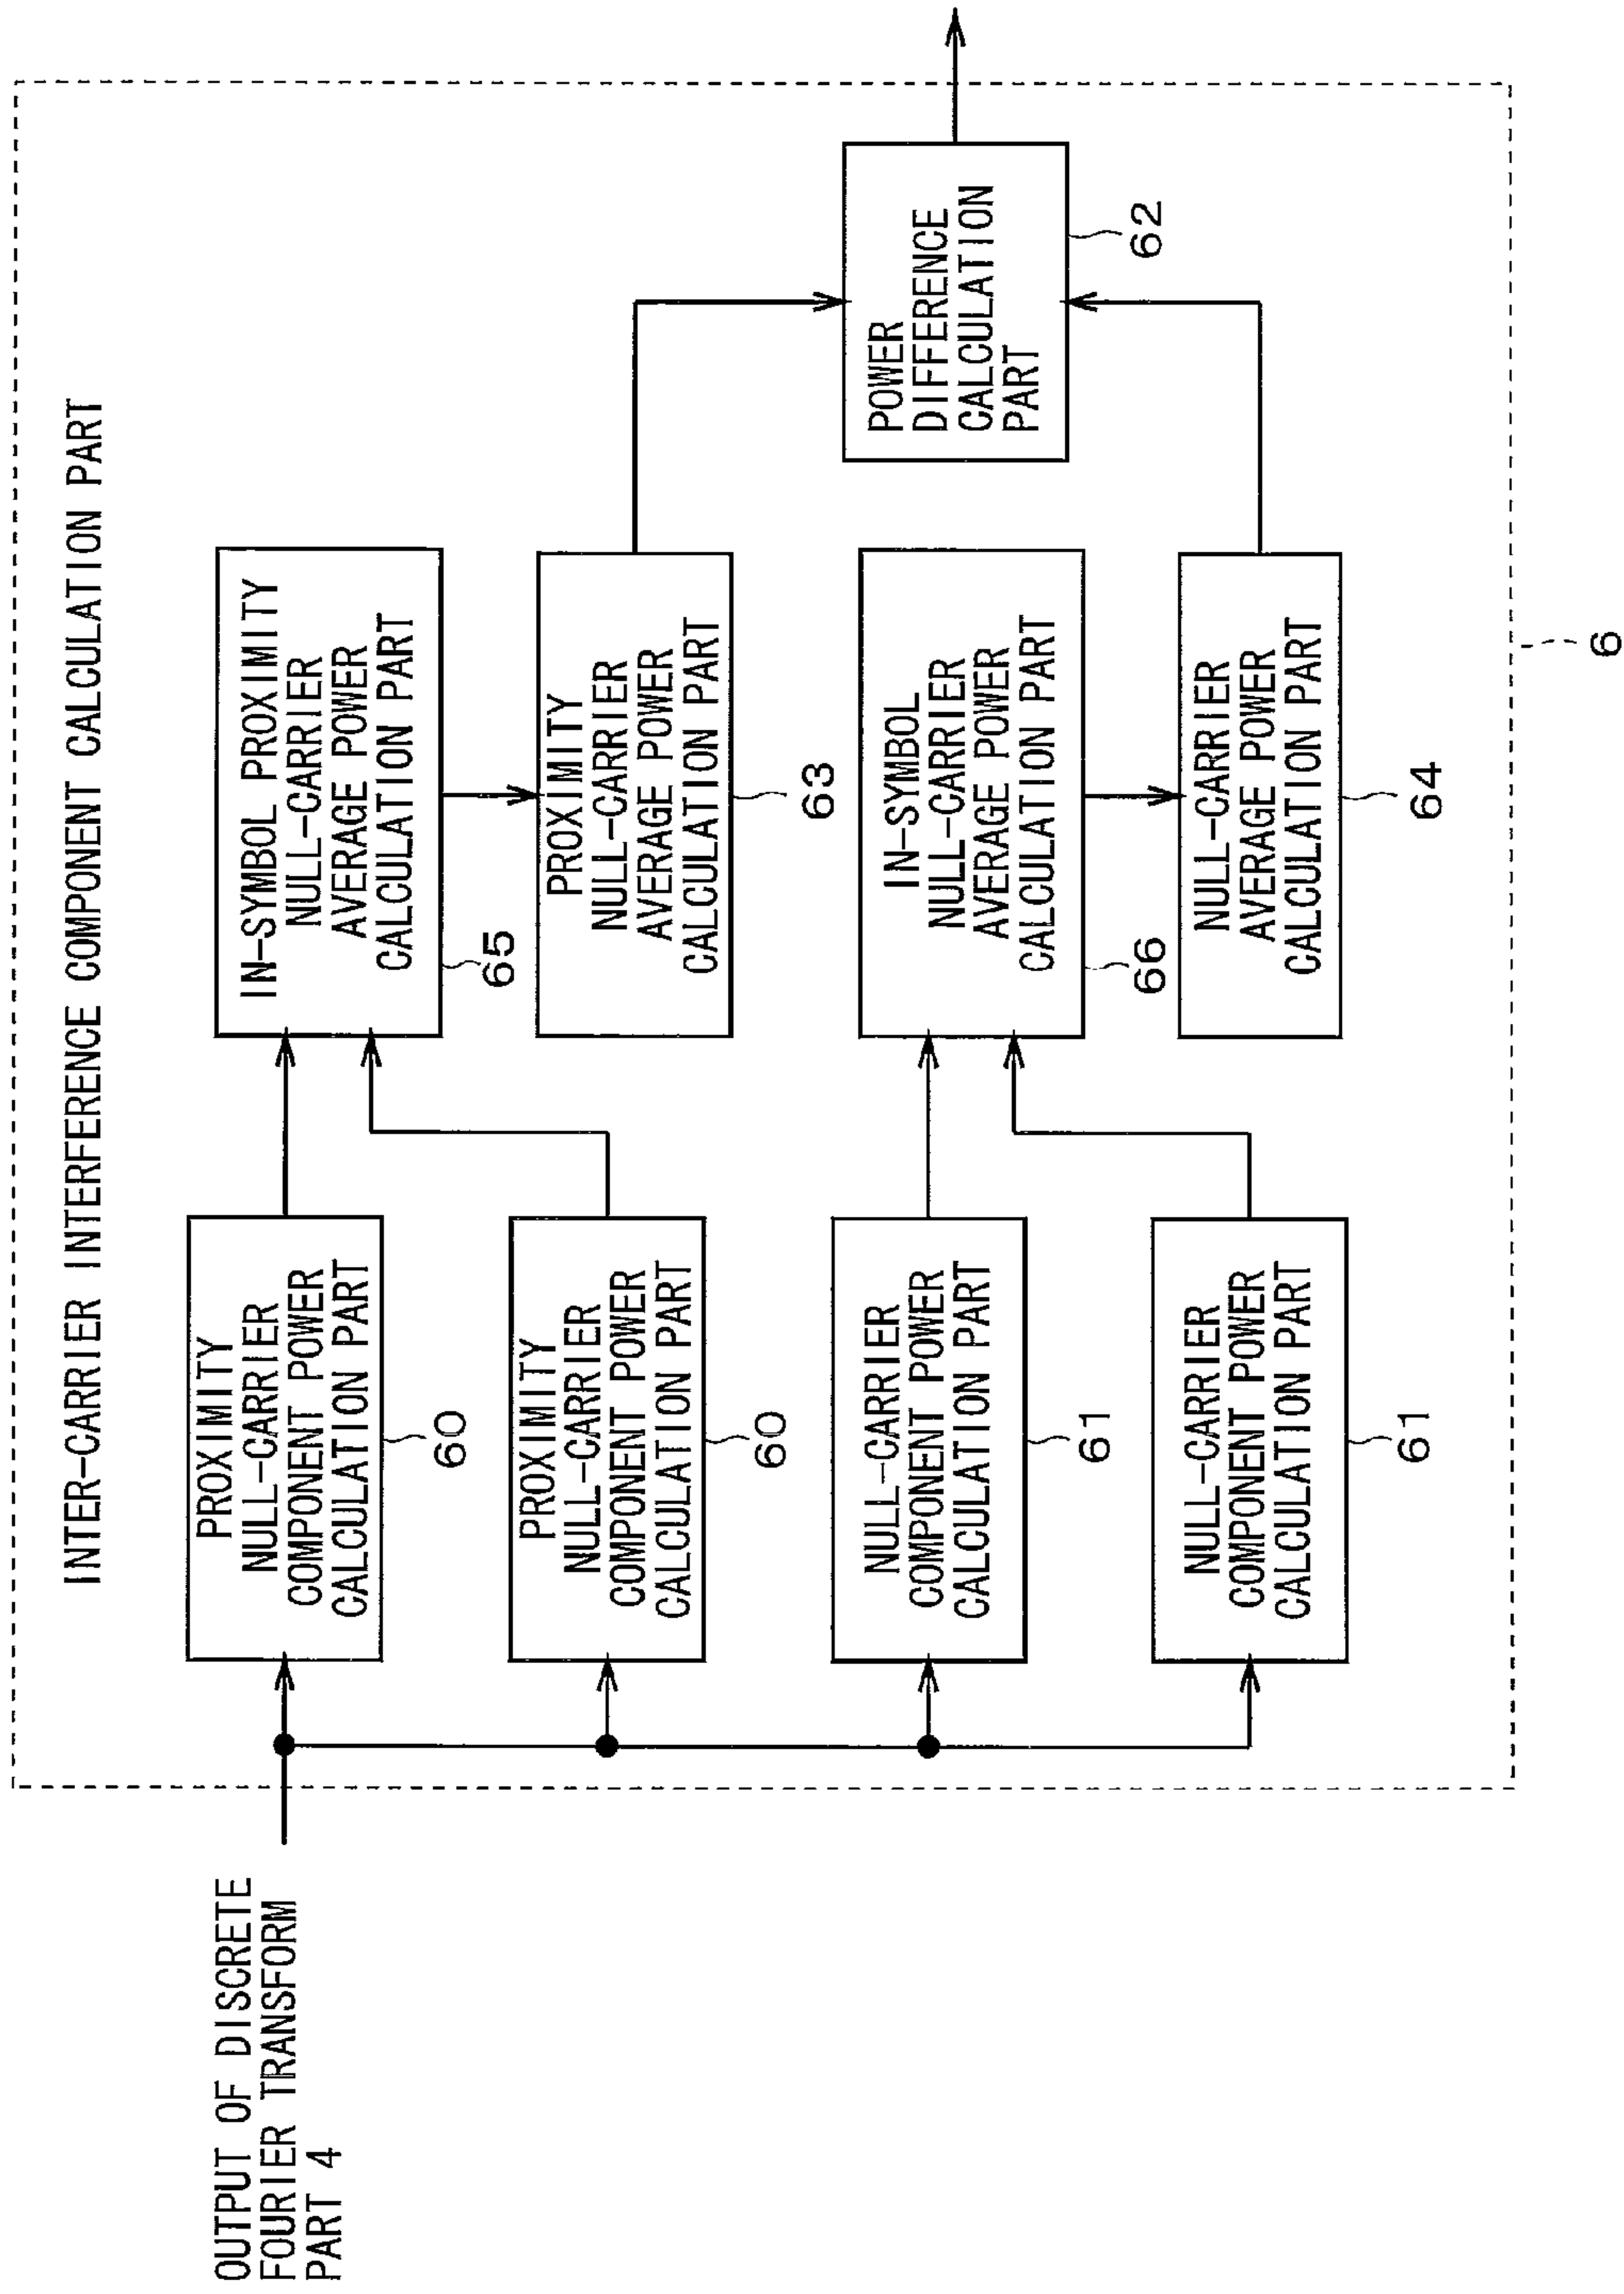 INTER-CARRIER INTERFERENCE COMPONENT CALCULATION PART
OUTPUT OF DISCRETE
FOURIER TRANSFORM
PART 4
PROXIMITY
NULL-CARRIER
COMPONENT POWER
CALCULATION PART
60
PROXIMITY
NULL-CARRIER
COMPONENT POWER
CALCULATION PART
60
NULL-CARRIER
COMPONENT POWER
CALCULATION PART
61
NULL-CARRIER
COMPONENT POWER
CALCULATION PART
61
IN-SYMBOL PROXIMITY
NULL-CARRIER
AVERAGE POWER
CALCULATION PART
65
PROXIMITY
NULL-CARRIER
AVERAGE POWER
CALCULATION PART
63
IN-SYMBOL
NULL-CARRIER
AVERAGE POWER
CALCULATION PART
66
NULL-CARRIER
AVERAGE POWER
CALCULATION PART
64
POWER
DIFFERENCE
CALCULATION
PART
62
6